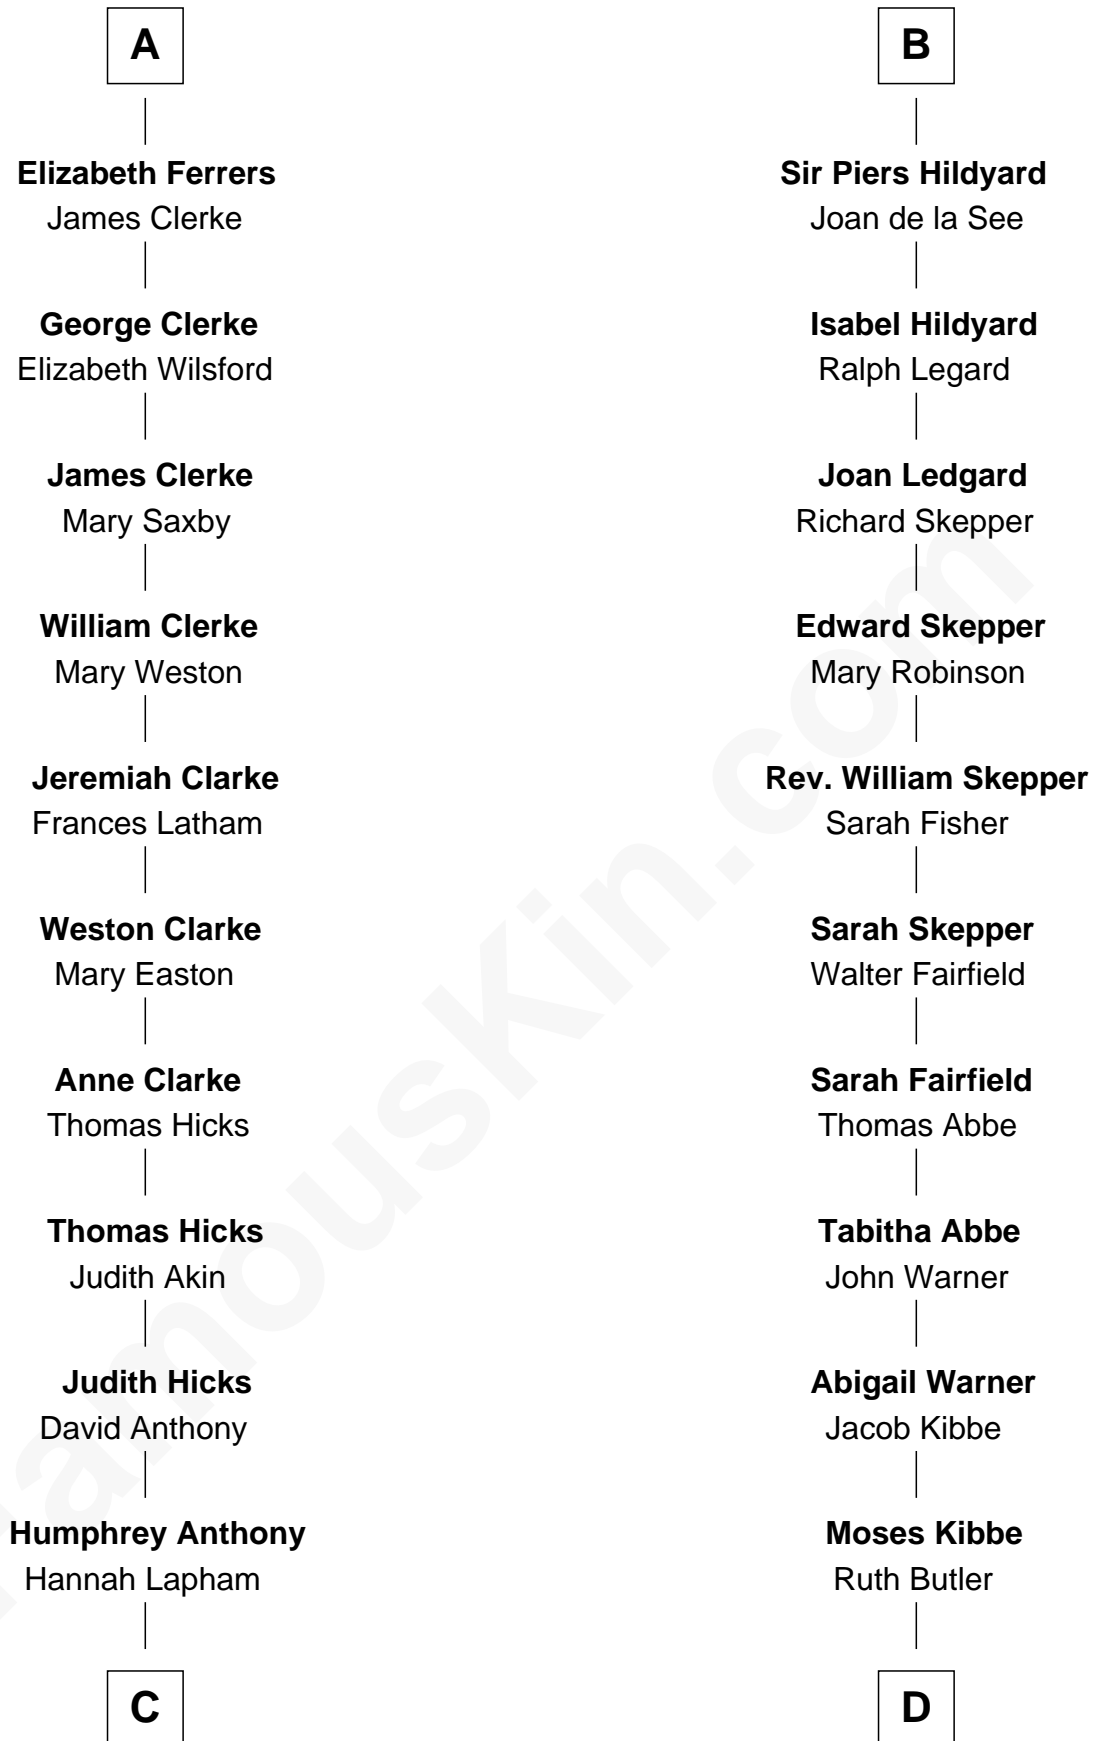 A
Elizabeth Ferrers
James Clerke
George Clerke
Elizabeth Wilsford
James Clerke
Mary Saxby
William Clerke
Mary Weston
Jeremiah Clarke
Frances Latham
Weston Clarke
Mary Easton
Anne Clarke
Thomas Hicks
Thomas Hicks
Judith Akin
Judith Hicks
David Anthony
Humphrey Anthony
Hannah Lapham
C
B
Sir Piers Hildyard
Joan de la See
Isabel Hildyard
Ralph Legard
Joan Ledgard
Richard Skepper
Edward Skepper
Mary Robinson
Rev. William Skepper
Sarah Fisher
Sarah Skepper
Walter Fairfield
Sarah Fairfield
Thomas Abbe
Tabitha Abbe
John Warner
Abigail Warner
Jacob Kibbe
Moses Kibbe
Ruth Butler
D
FamousKin.com